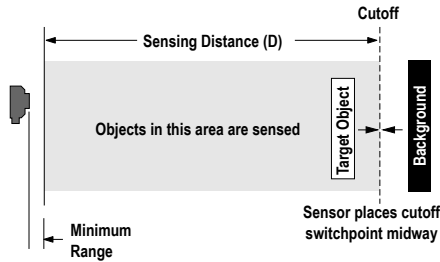 Cutoff
Sensing Distance (D)
Objects in this area are sensed
Target Object
Background
Sensor places cutoff
switchpoint midway
Minimum
Range